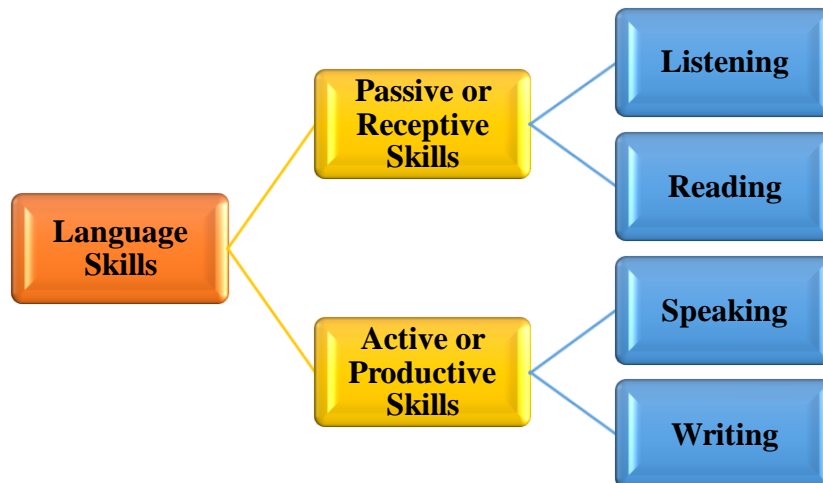 Language
Skills
Passive or
Receptive
Skills
Listening
Reading
Active or
Productive
Skills
Speaking
Writing